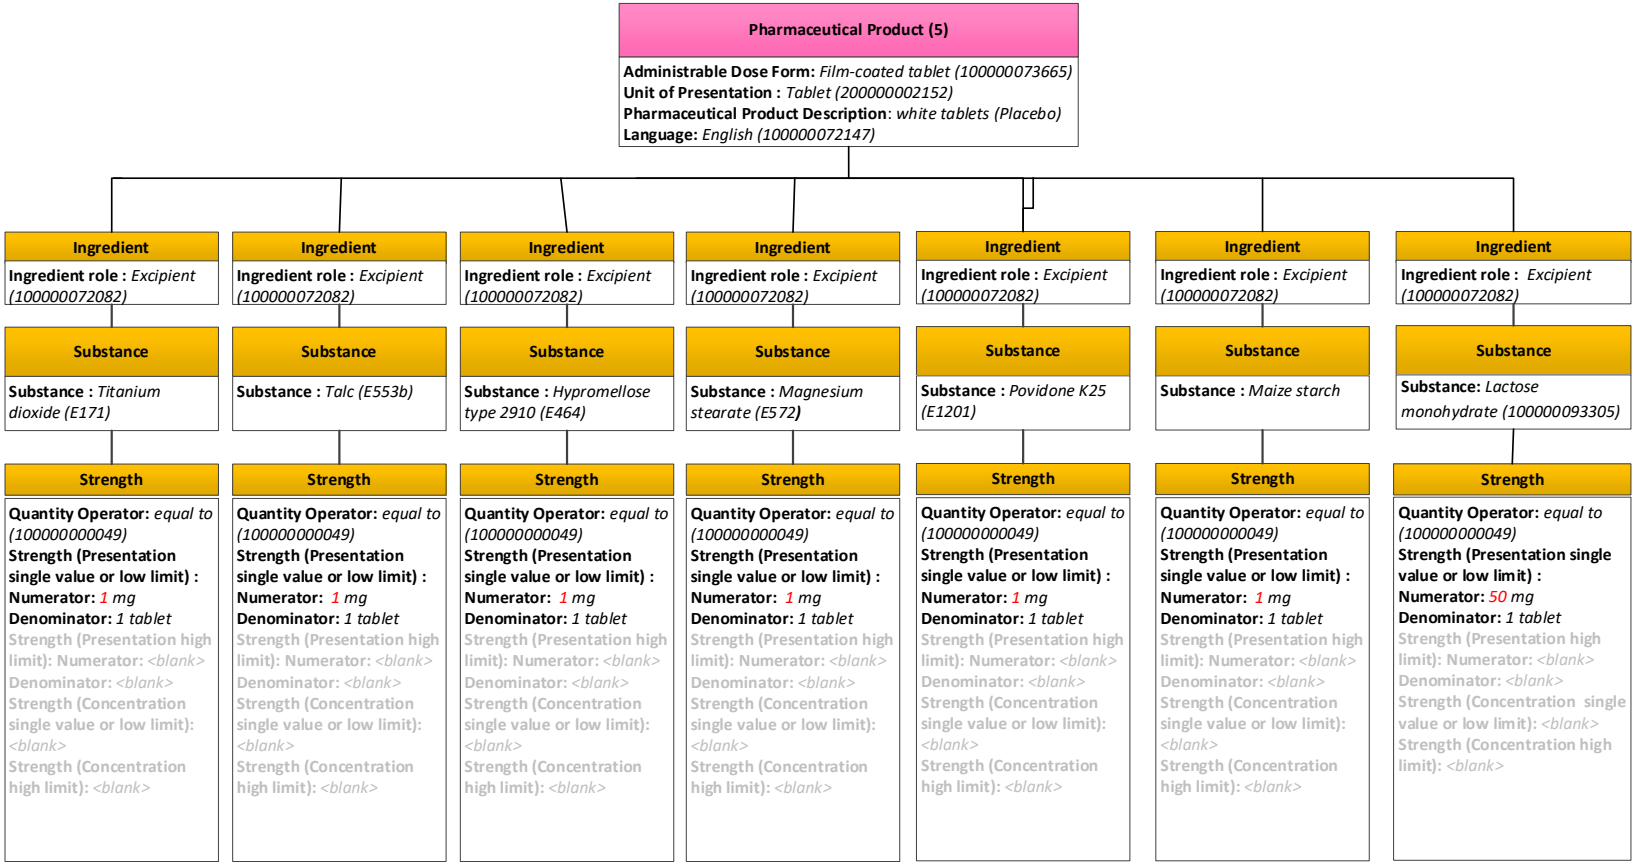 Pharmaceutical Product (5)
Administrable Dose Form: Film-coated tablet (100000073665)
Unit of Presentation : Tablet (200000002152)
Pharmaceutical Product Description: white tablets (Placebo)
Language: English (100000072147)
Ingredient
Ingredient role : Excipient
(100000072082)
Substance
Substance : Titanium
dioxide (E171)
Strength
Quantity Operator: equal to
(100000000049)
Strength (Presentation
single value or low limit) :
Numerator: 1 mg
Denominator: 1 tablet
Strength (Presentation high
limit): Numerator: <blank>
Denominator: <blank>
Strength (Concentration
single value or low limit):
<blank>
Strength (Concentration
high limit): <blank>
Ingredient
Ingredient role : Excipient
(100000072082)
Substance
Substance : Talc (E553b)
Strength
Quantity Operator: equal to
(100000000049)
Strength (Presentation
single value or low limit) :
Numerator: 1 mg
Denominator: 1 tablet
Strength (Presentation high
limit): Numerator: <blank>
Denominator: <blank>
Strength (Concentration
single value or low limit):
<blank>
Strength (Concentration
high limit): <blank>
Ingredient
Ingredient role : Excipient
(100000072082)
Substance
Substance : Hypromellose
type 2910 (E464)
Strength
Quantity Operator: equal to
(100000000049)
Strength (Presentation
single value or low limit) :
Numerator: 1 mg
Denominator: 1 tablet
Strength (Presentation high
limit): Numerator: <blank>
Denominator: <blank>
Strength (Concentration
single value or low limit):
<blank>
Strength (Concentration
high limit): <blank>
Ingredient
Ingredient role : Excipient
(100000072082)
Substance
Substance : Magnesium
stearate (E572)
Strength
Quantity Operator: equal to
(100000000049)
Strength (Presentation
single value or low limit) :
Numerator: 1 mg
Denominator: 1 tablet
Strength (Presentation high
limit): Numerator: <blank>
Denominator: <blank>
Strength (Concentration
single value or low limit):
<blank>
Strength (Concentration
high limit): <blank>
Ingredient
Ingredient role : Excipient
(100000072082)
Substance
Substance : Povidone K25
(E1201)
Strength
Quantity Operator: equal to
(100000000049)
Strength (Presentation
single value or low limit) :
Numerator: 1 mg
Denominator: 1 tablet
Strength (Presentation high
limit): Numerator: <blank>
Denominator: <blank>
Strength (Concentration
single value or low limit):
<blank>
Strength (Concentration
high limit): <blank>
Ingredient
Ingredient role : Excipient
(100000072082)
Substance
Substance : Maize starch
Strength
Quantity Operator: equal to
(100000000049)
Strength (Presentation
single value or low limit) :
Numerator: 1 mg
Denominator: 1 tablet
Strength (Presentation high
limit): Numerator: <blank>
Denominator: <blank>
Strength (Concentration
single value or low limit):
<blank>
Strength (Concentration
high limit): <blank>
Ingredient
Ingredient role : Excipient
(100000072082)
Substance
Substance: Lactose
monohydrate (100000093305)
Strength
Quantity Operator: equal to
(100000000049)
Strength (Presentation single
value or low limit) :
Numerator: 50 mg
Denominator: 1 tablet
Strength (Presentation high
limit): Numerator: <blank>
Denominator: <blank>
Strength (Concentration single
value or low limit): <blank>
Strength (Concentration high
limit): <blank>